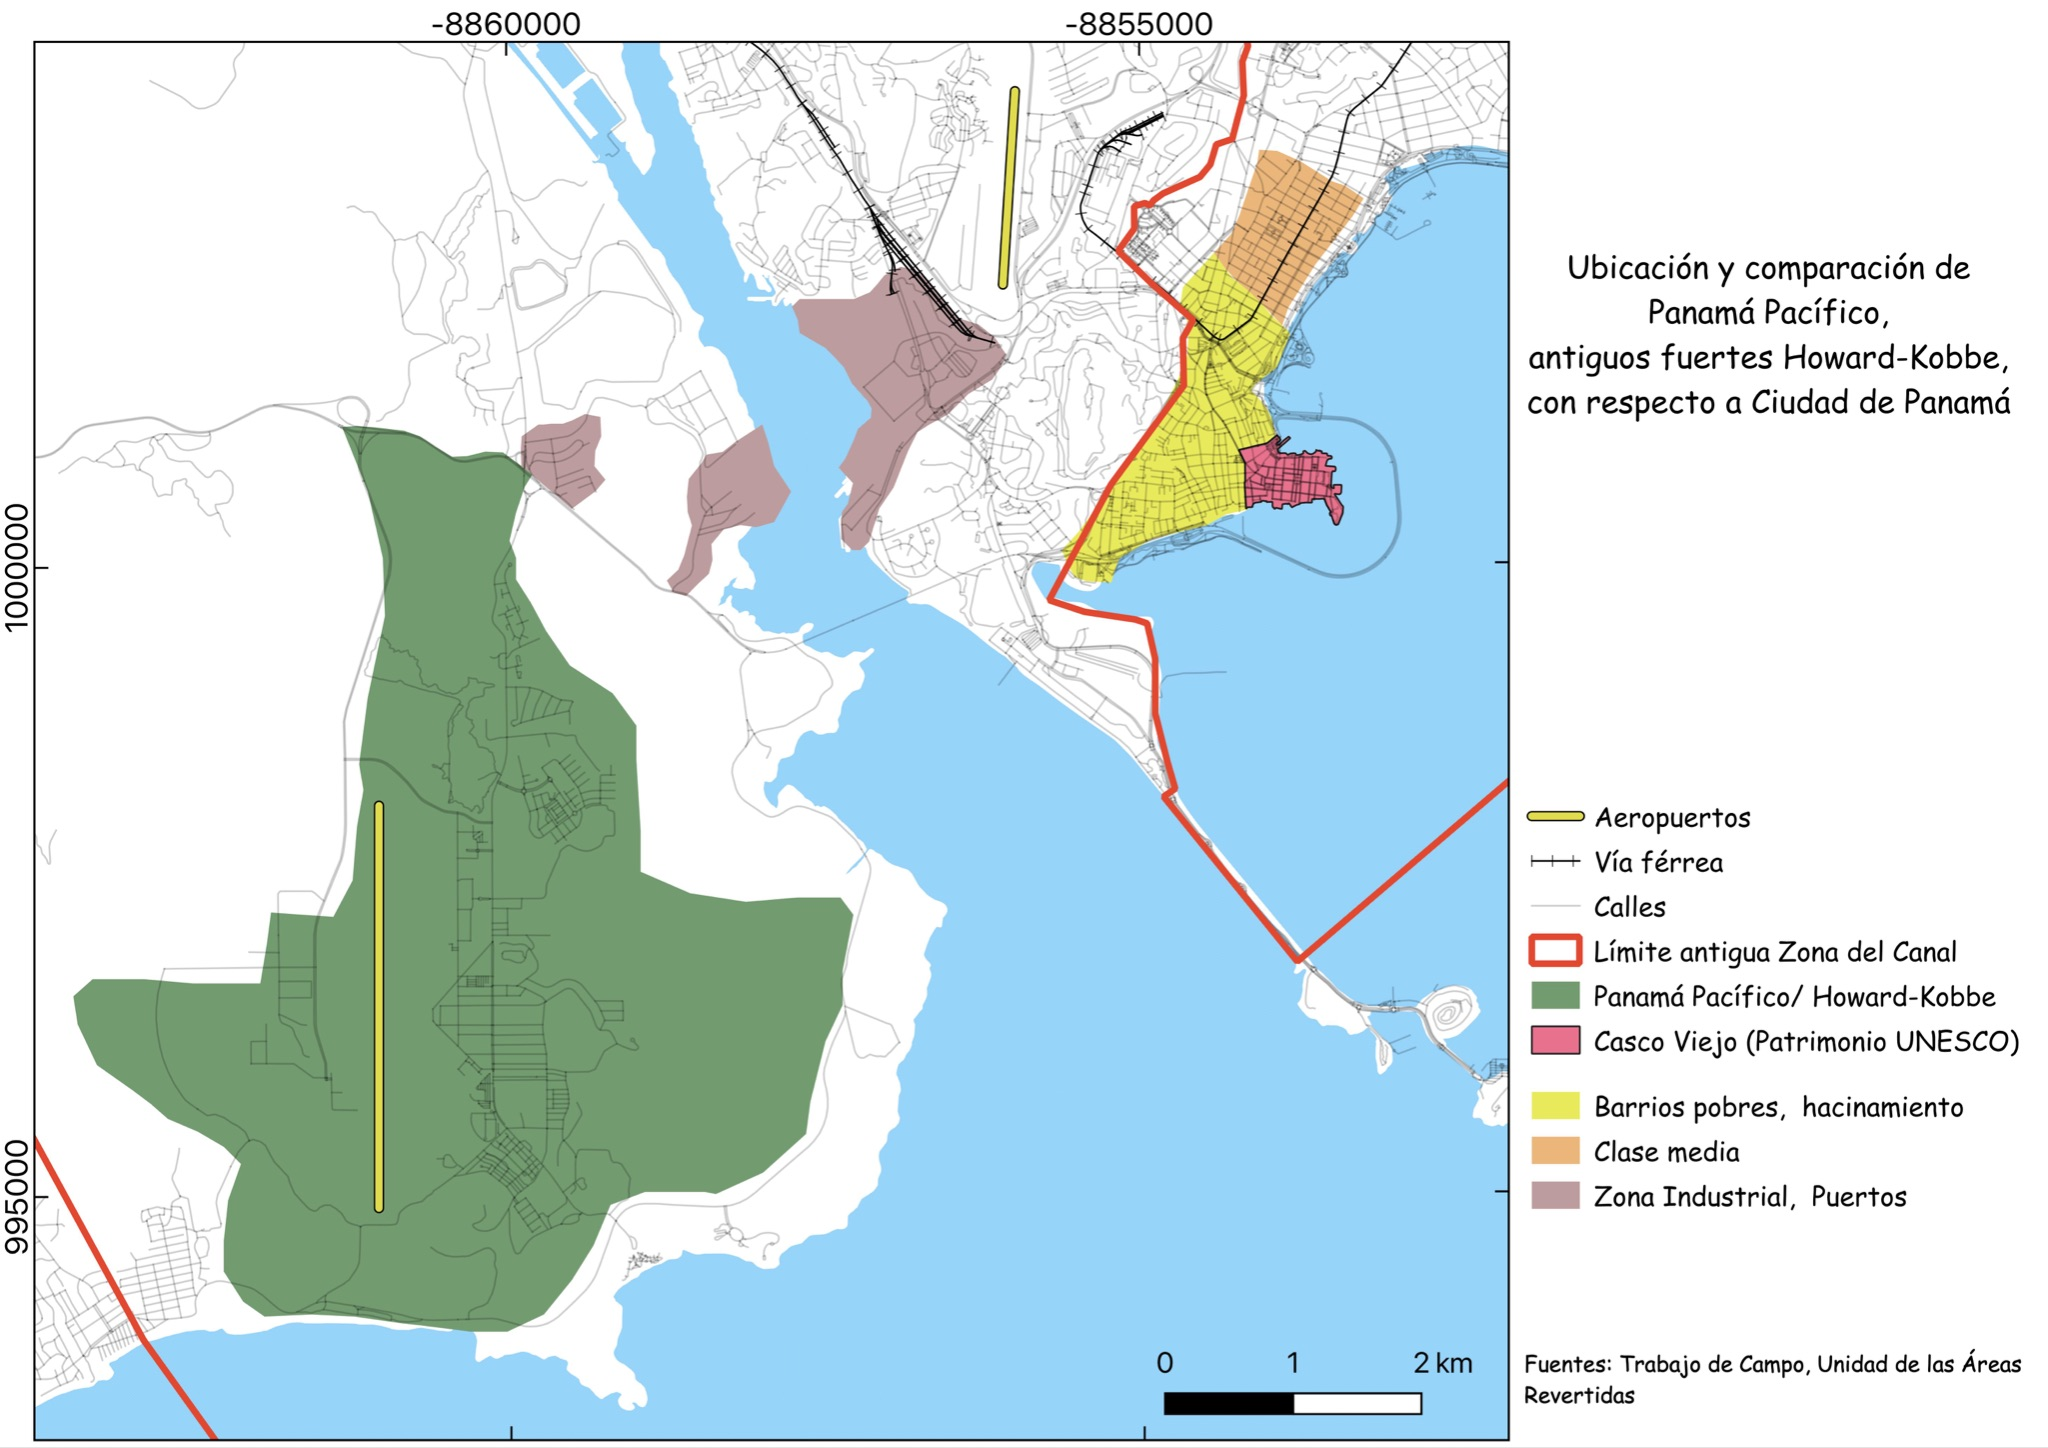 -8860000
-8855000
1000000
995000
Ubicación y comparación de
Panamá Pacífico,
antiguos fuertes Howard-Kobbe,
con respecto a Ciudad de Panamá
Aeropuertos
Vía férrea
Calles
Límite antigua Zona del Canal
Panamá Pacífico/ Howard-Kobbe
Casco Viejo (Patrimonio UNESCO)
Barrios pobres, hacinamiento
Clase media
Zona Industrial, Puertos
0 1 2 km
Fuentes: Trabajo de Campo, Unidad de las Áreas
Revertidas